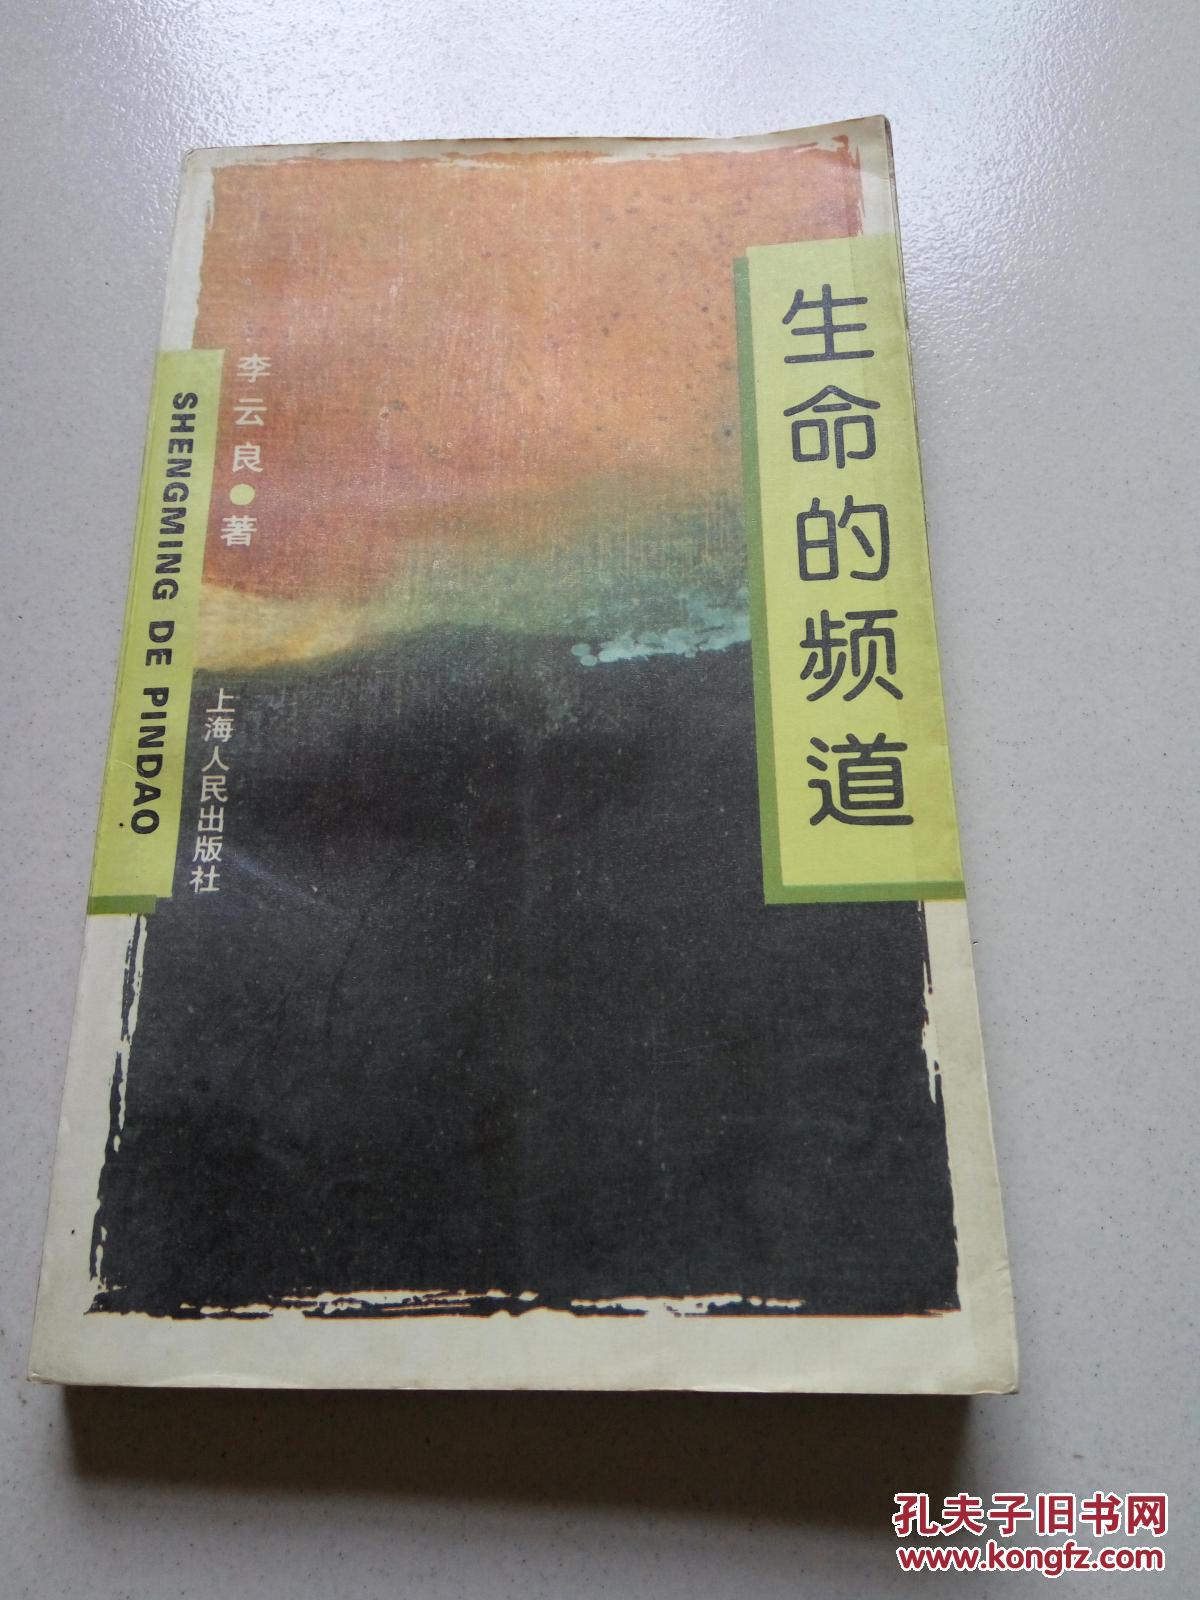 生命的频道
李云良●著
SHENGMING DE PINDAO
上海人民出版社
孔夫子旧书网
www.kongfz.com